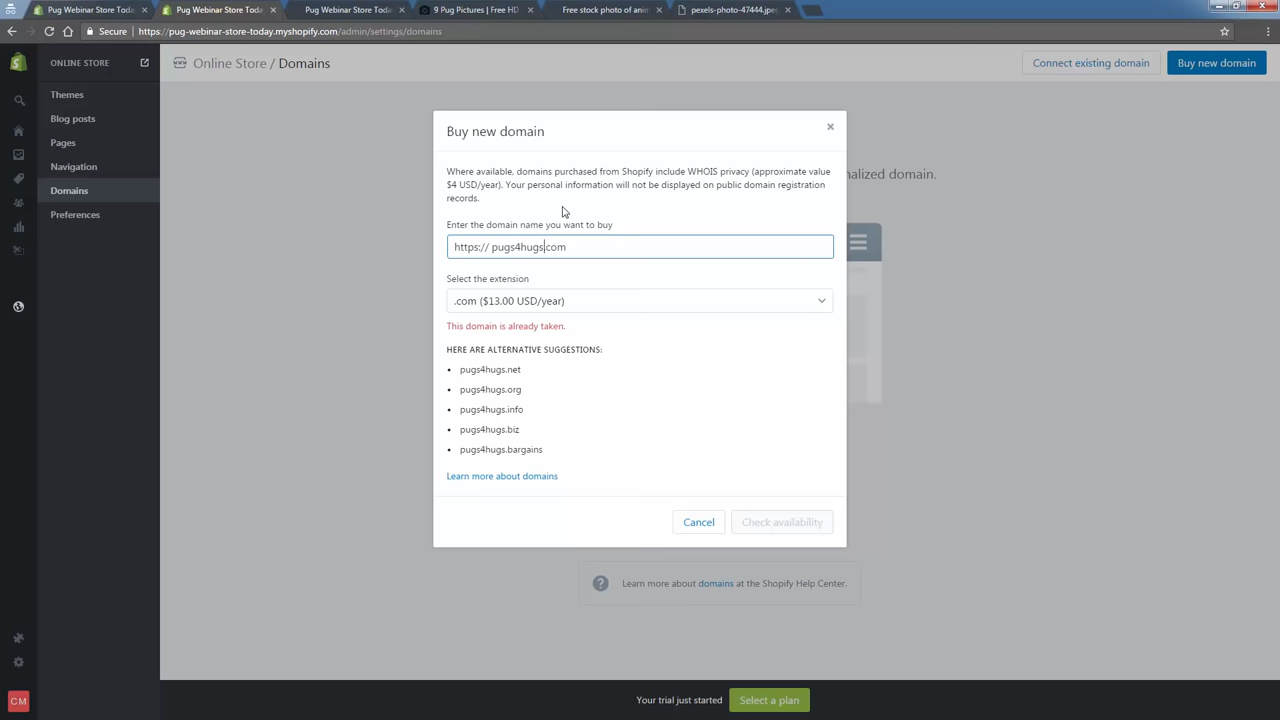 Pug Webinar Store Toda
Pug Webinar Store Toda
Pug Webinar Store Toda
9 Pug Pictures | Free HD
Free stock photo of anim
pexels-photo-47444.jpe
Secure
https://pug-webinar-store-today.myshopify.com/admin/settings/domains
ONLINE STORE
Online Store / Domains
Connect existing domain
Buy new domain
Themes
Blog posts
Pages
Navigation
Domains
Preferences
nalized domain.
Buy new domain
Where available, domains purchased from Shopify include WHOIS privacy (approximate value
$4 USD/year). Your personal information will not be displayed on public domain registration
records.
Enter the domain name you want to buy
https:// pugs4hugs.com
Select the extension
.com ($13.00 USD/year)
This domain is already taken.
HERE ARE ALTERNATIVE SUGGESTIONS:
• pugs4hugs.net
• pugs4hugs.org
• pugs4hugs.info
• pugs4hugs.biz
• pugs4hugs.bargains
Learn more about domains
Cancel
Check availability
? Learn more about domains at the Shopify Help Center.
CM
Your trial just started
Select a plan